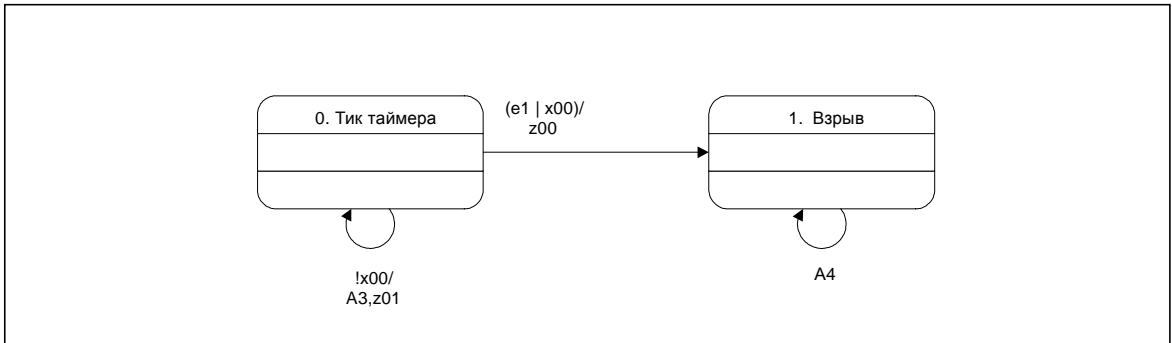 0. Тик таймера
(e1 | x00)/
z00
1. Взрыв
!x00/
A3,z01
A4